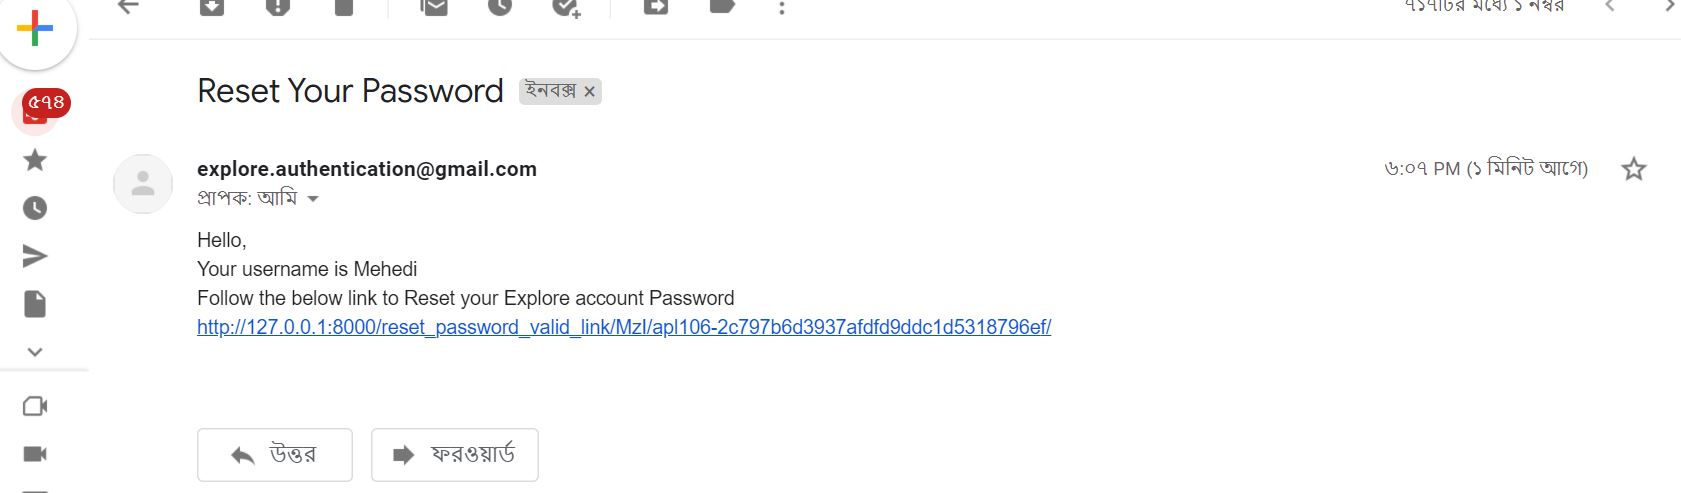 ৭১৭টির মধ্যে ১ নম্বর
৫৭৪
Reset Your Password ইনবক্স ×
explore.authentication@gmail.com ৬:০৭ PM (১ মিনিট আগে)
প্রাপক: আমি
Hello,
Your username is Mehedi
Follow the below link to Reset your Explore account Password
http://127.0.0.1:8000/reset_password_valid_link/MzI/apl106-2c797b6d3937afdfd9ddc1d5318796ef/
উত্তর ফরওয়ার্ড